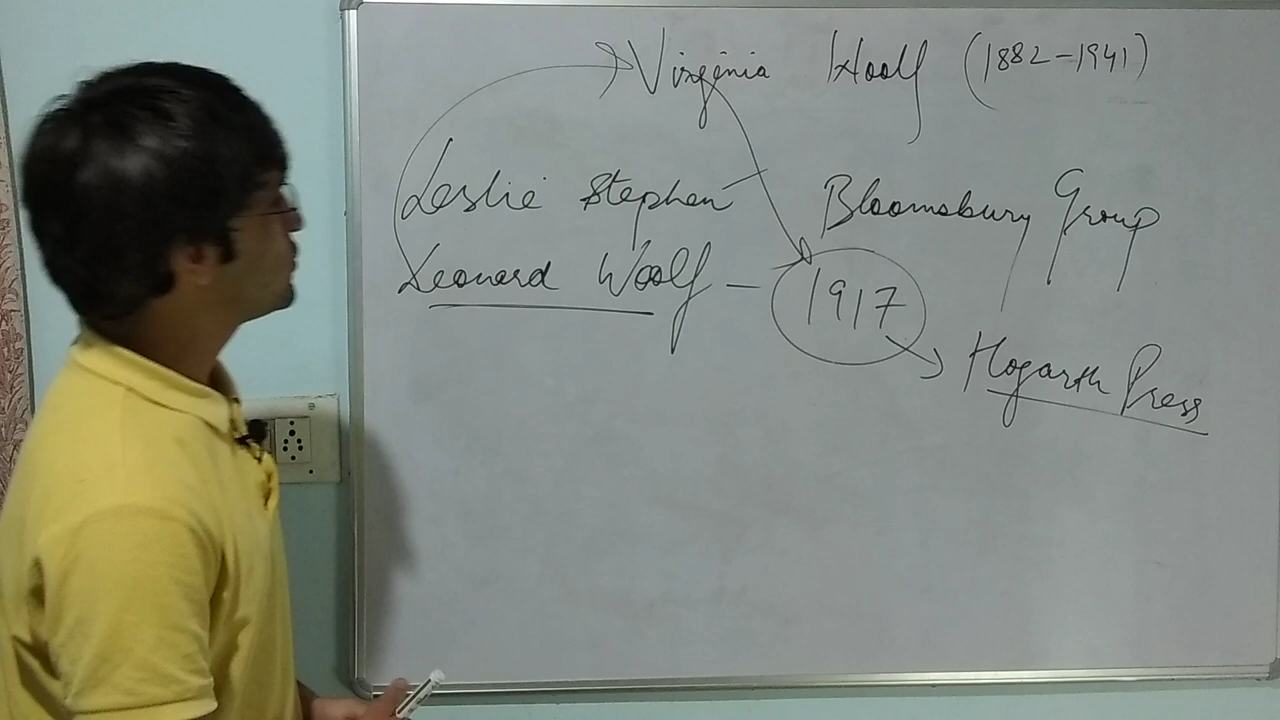 Virginia Woolf (1882-1941)
Leslie Stephen - Bloomsbury Group
Leonard Woolf - 1917
Hogarth Press